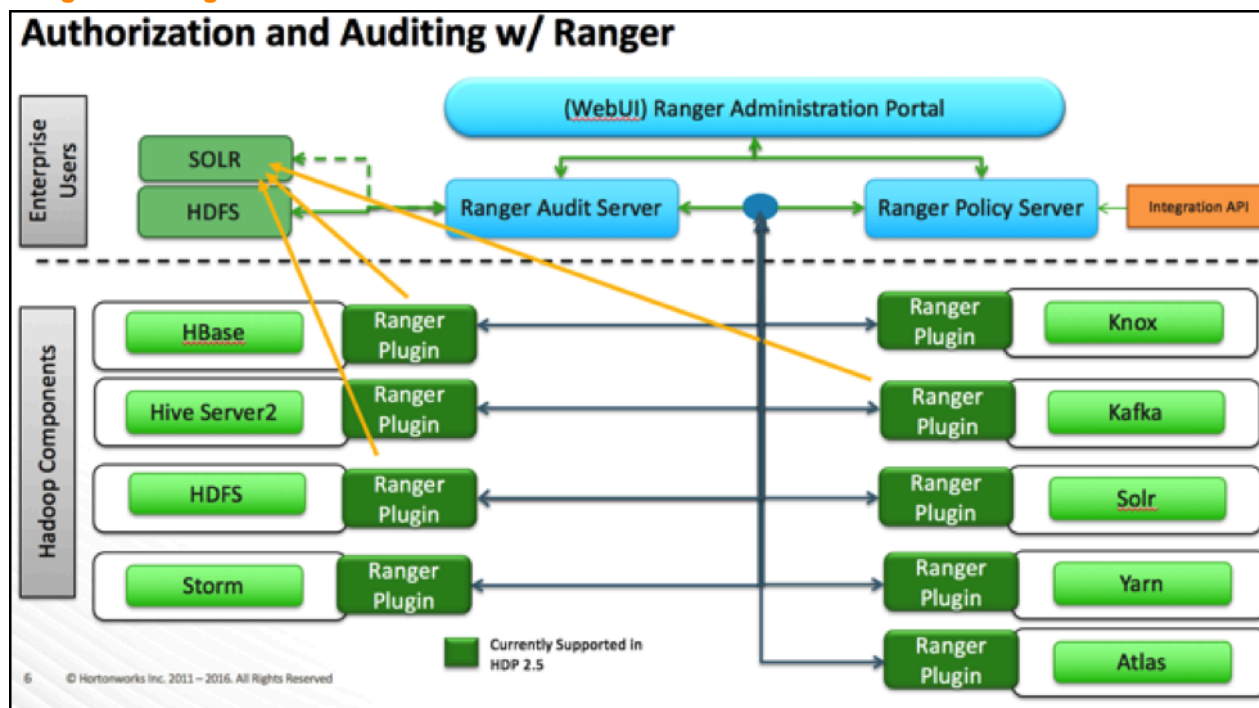 Authorization and Auditing w/ Ranger
Enterprise
Users
(WebUI) Ranger Administration Portal
SOLR
HDFS
Ranger Audit Server
Ranger Policy Server
Integration API
Hadoop Components
HBase
Ranger
Plugin
Ranger
Plugin
Knox
Hive Server2
Ranger
Plugin
Ranger
Plugin
Kafka
HDFS
Ranger
Plugin
Ranger
Plugin
Solr
Storm
Ranger
Plugin
Ranger
Plugin
Yarn
Ranger
Plugin
Atlas
Currently Supported in
HDP 2.5
6 © Hortonworks Inc. 2011 – 2016. All Rights Reserved